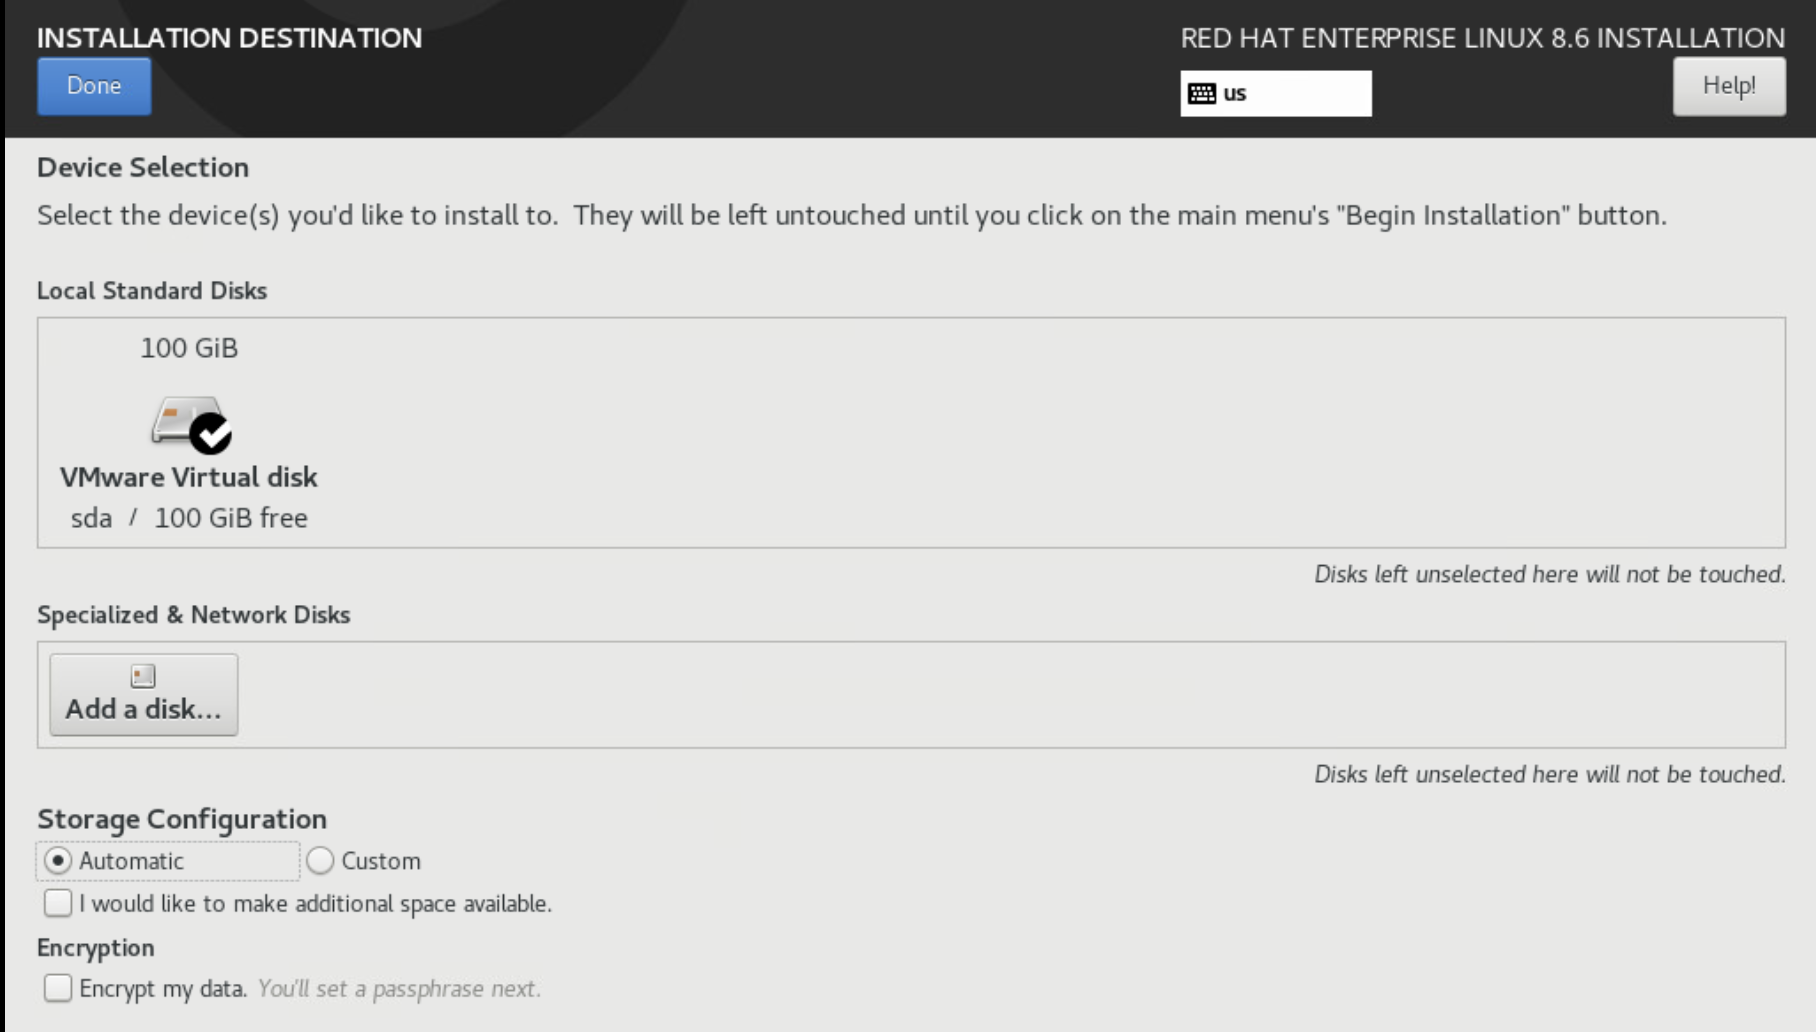 INSTALLATION DESTINATION
RED HAT ENTERPRISE LINUX 8.6 INSTALLATION
Done
us
Help!
Device Selection
Select the device(s) you'd like to install to.  They will be left untouched until you click on the main menu's "Begin Installation" button.
Local Standard Disks
100 GiB
VMware Virtual disk
sda / 100 GiB free
Disks left unselected here will not be touched.
Specialized & Network Disks
Add a disk...
Disks left unselected here will not be touched.
Storage Configuration
Automatic Custom
I would like to make additional space available.
Encryption
Encrypt my data. You'll set a passphrase next.